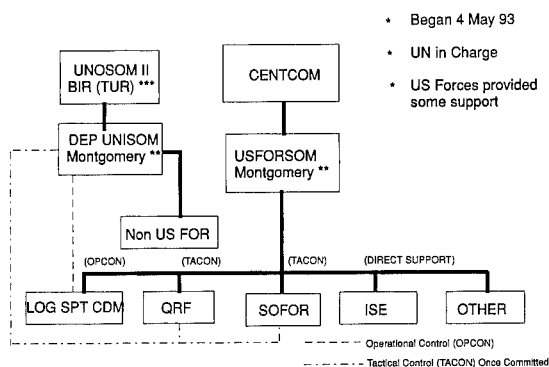 * Began 4 May 93
* UN in Charge
* US Forces provided
some support
UNOSOM II
BIR (TUR) ***
CENTCOM
DEP UNISOM
Montgomery **
USFORSOM
Montgomery **
Non US FOR
(OPCON)
(TACON)
(TACON)
(DIRECT SUPPORT)
LOG SPT CDM
QRF
SOFOR
ISE
OTHER
Operational Control (OPCON)
Tactical Control (TACON) Once Committed